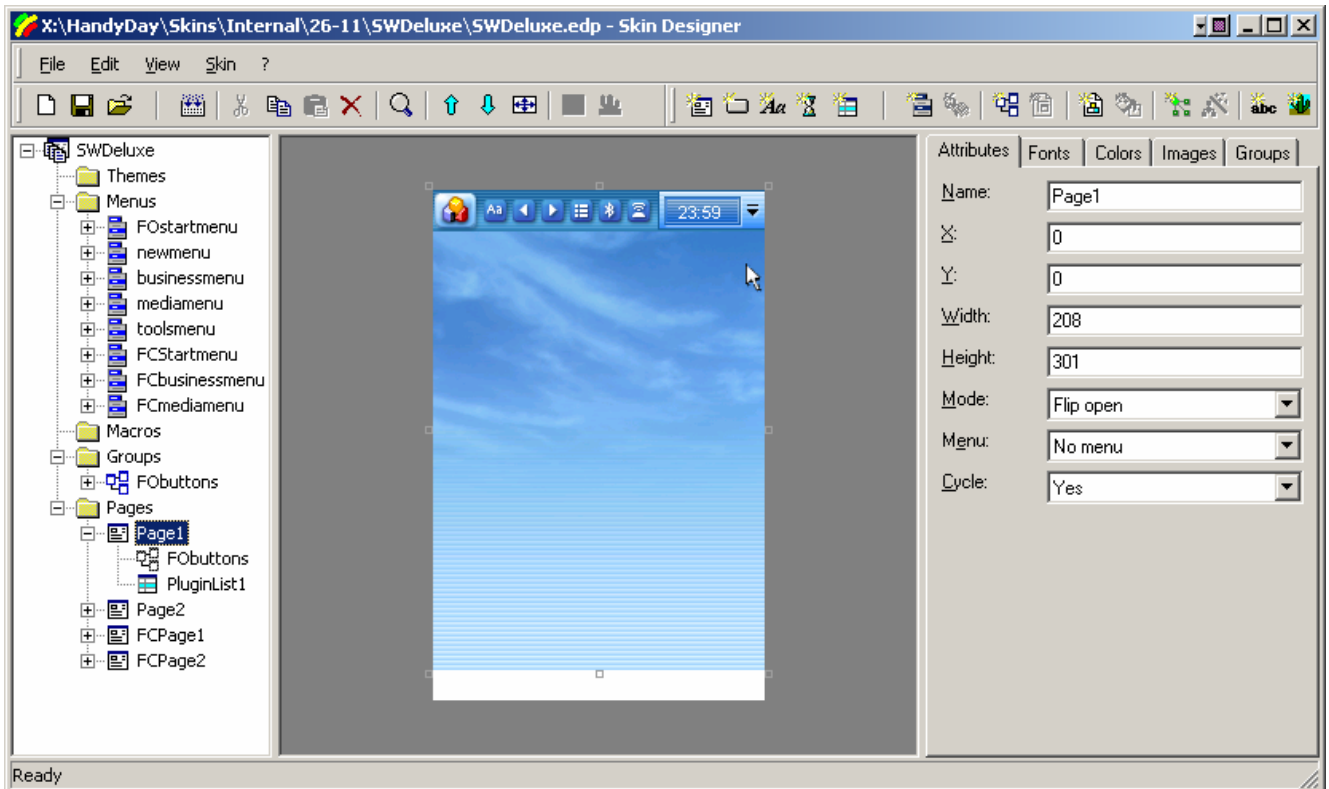 X:\HandyDay\Skins\Internal\26-11\SWDeluxe\SWDeluxe.edp - Skin Designer
File Edit View Skin ?
Aa abc
SWDeluxe
Themes
Menus
FOstartmenu
newmenu
businessmenu
mediamenu
toolsmenu
FCStartmenu
FCbusinessmenu
FCmediamenu
Macros
Groups
FObuttons
Pages
Page1
FObuttons
PluginList1
Page2
FCPage1
FCPage2
Aa 23:59
Attributes Fonts Colors Images Groups
Name: Page1
X: 0
Y: 0
Width: 208
Height: 301
Mode: Flip open
Menu: No menu
Cycle: Yes
Ready